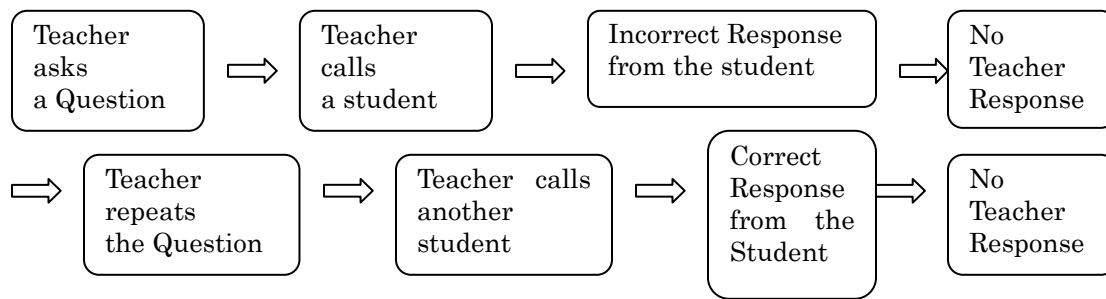 Teacher
asks
a Question
Teacher
calls
a student
Incorrect Response
from the student
No
Teacher
Response
Teacher
repeats
the Question
Teacher calls
another
student
Correct
Response
from the
Student
No
Teacher
Response